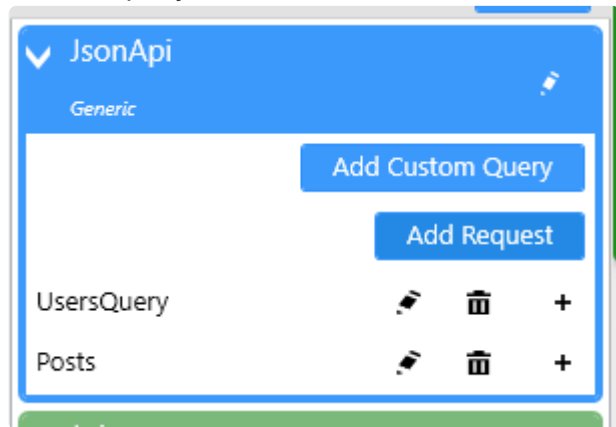 JsonApi
Generic
Add Custom Query
Add Request
UsersQuery
Posts